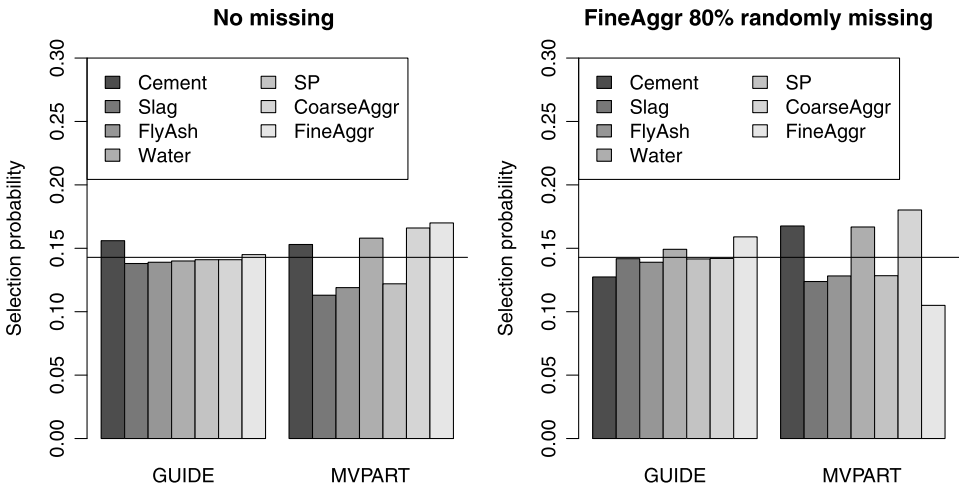 No missing
Selection probability
0.00 0.05 0.10 0.15 0.20 0.25 0.30
Cement
Slag
FlyAsh
Water
SP
CoarseAggr
FineAggr
GUIDE MVPART
FineAggr 80% randomly missing
Selection probability
0.00 0.05 0.10 0.15 0.20 0.25 0.30
Cement
Slag
FlyAsh
Water
SP
CoarseAggr
FineAggr
GUIDE MVPART